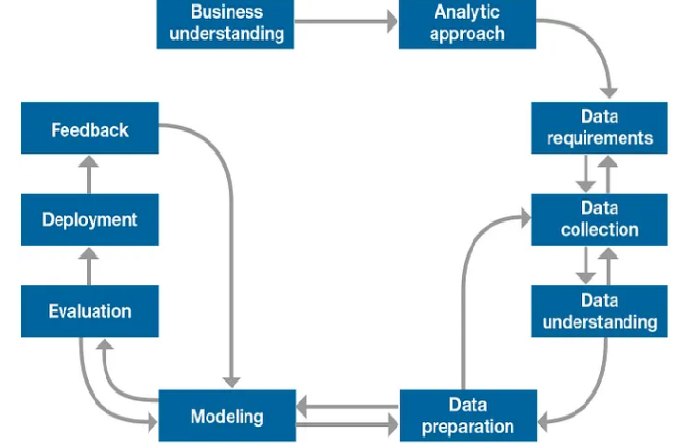 Business
understanding
Analytic
approach
Data
requirements
Data
collection
Data
understanding
Data
preparation
Modeling
Evaluation
Deployment
Feedback